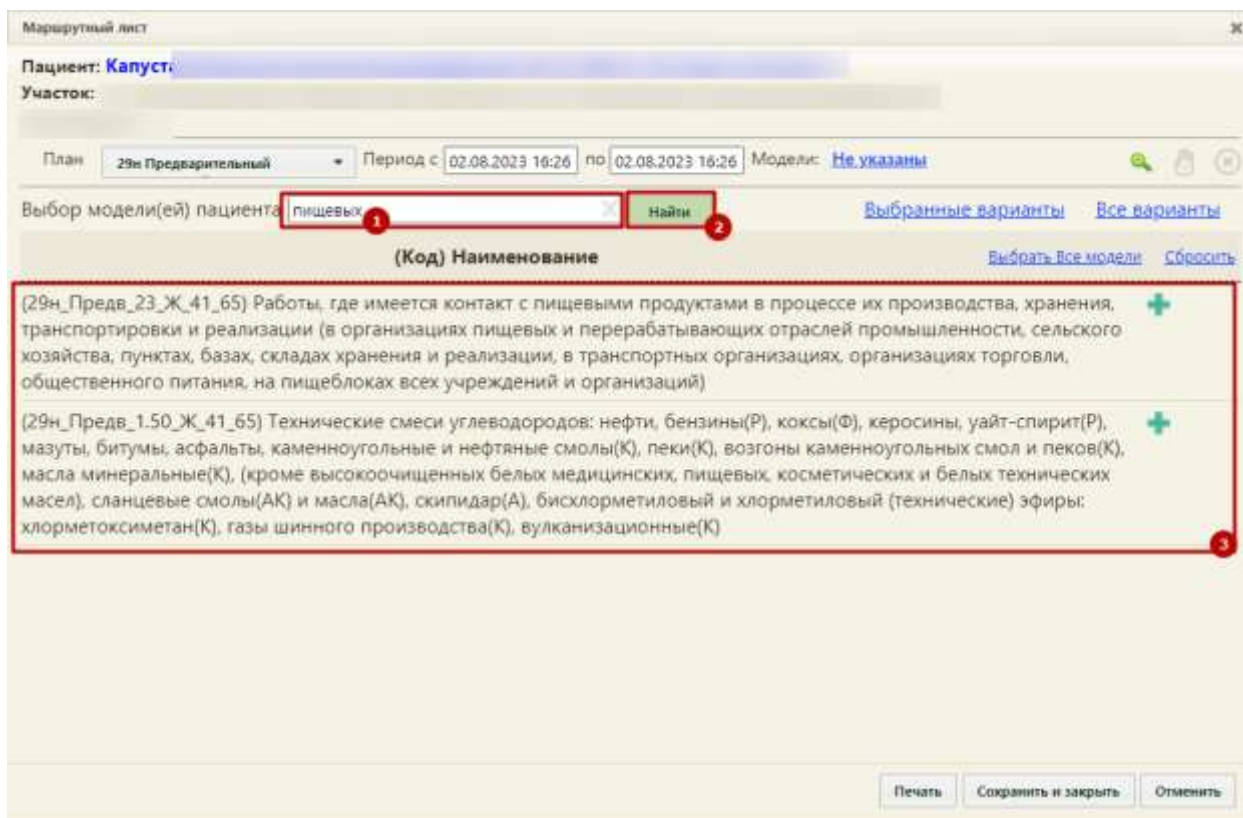 Маршрутный лист
Пациент: Капуста
Участок:
План 29н Предварительный Период с 02.08.2023 16:26 по 02.08.2023 16:26 Модели: Не указаны
Выбор модели(ей) пациента пищевых Найти Выбранные варианты Все варианты
1
2
(Код) Наименование Выбрать Все модели Сбросить
(29н_Предв_23_Ж_41_65) Работы, где имеется контакт с пищевыми продуктами в процессе их производства, хранения,
транспортировки и реализации (в организациях пищевых и перерабатывающих отраслей промышленности, сельского
хозяйства, пунктах, базах, складах хранения и реализации, в транспортных организациях, организациях торговли,
общественного питания, на пищеблоках всех учреждений и организаций)
(29н_Предв_1.50_Ж_41_65) Технические смеси углеводородов: нефти, бензины(Р), коксы(Ф), керосины, уайт-спирит(Р),
мазуты, битумы, асфальты, каменноугольные и нефтяные смолы(К), пеки(К), возгоны каменноугольных смол и пеков(К),
масла минеральные(К), (кроме высокоочищенных белых медицинских, пищевых, косметических и белых технических
масел), сланцевые смолы(АК) и масла(АК), скипидар(А), бисхлорметиловый и хлорметиловый (технические) эфиры:
хлорметоксиметан(К), газы шинного производства(К), вулканизационные(К)
3
Печать Сохранить и закрыть Отменить